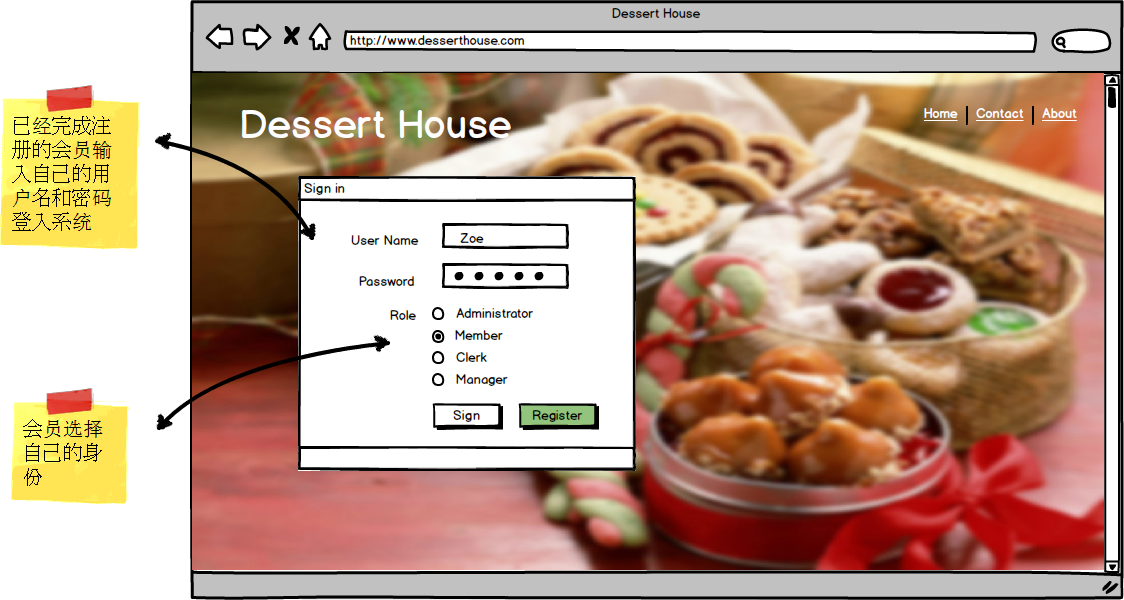 Dessert House
http://www.desserthouse.com
Dessert House
Home
Contact
About
已经完成注
册的会员输
入自己的用
户名和密码
登入系统
Sign in
User Name
Zoe
Password
Role
Administrator
Member
Clerk
Manager
Sign
Register
会员选择
自己的身
份